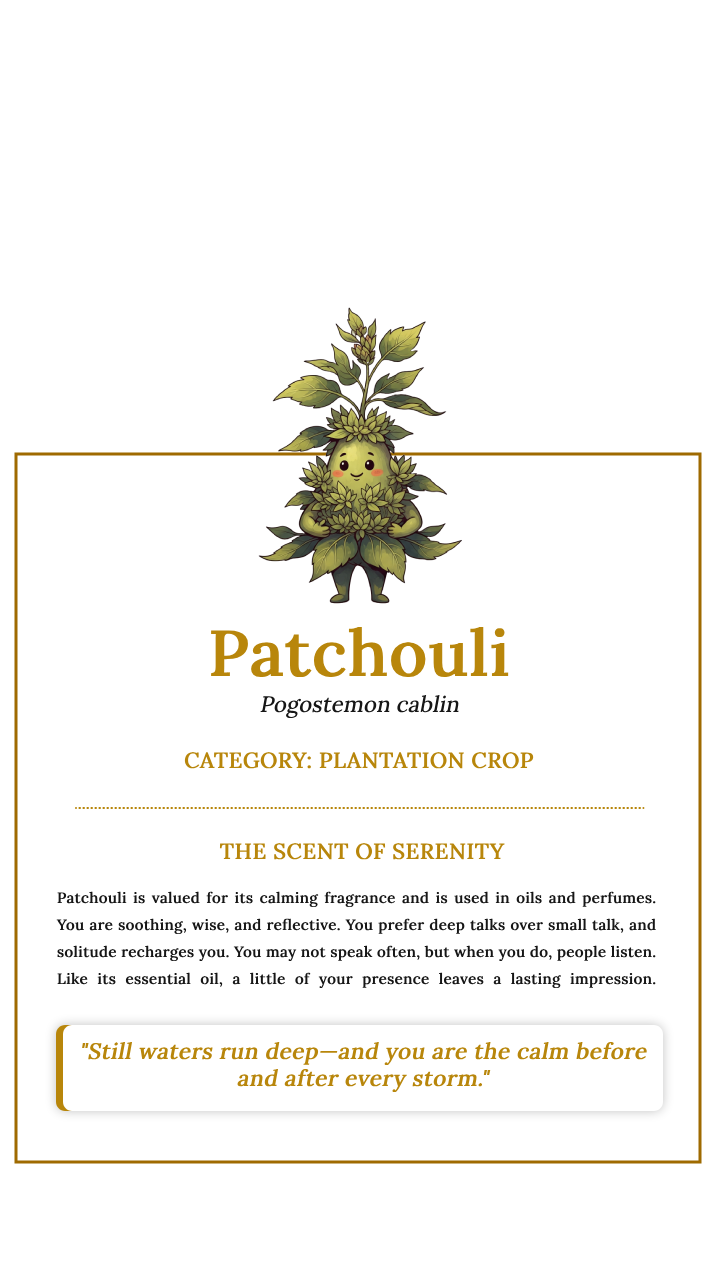 Patchouli
Pogostemon cablin
CATEGORY: PLANTATION CROP
THE SCENT OF SERENITY
Patchouli is valued for its calming fragrance and is used in oils and perfumes.
You are soothing, wise, and reflective. You prefer deep talks over small talk, and
solitude recharges you. You may not speak often, but when you do, people listen.
Like its essential oil, a little of your presence leaves a lasting impression.
"Still waters run deep—and you are the calm before
and after every storm."